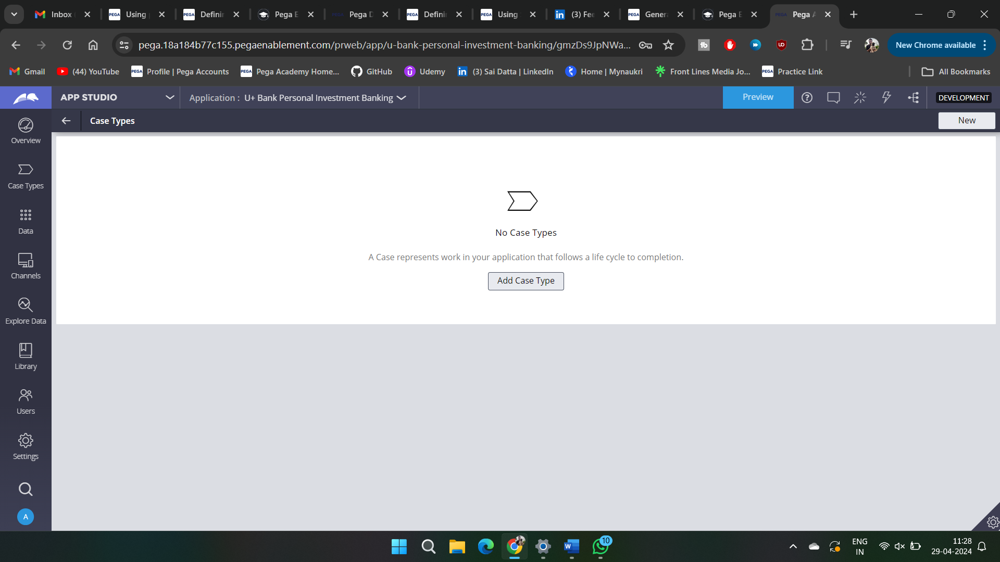 Inbox
Using
Definin
Pega E
Pega D
Definin
Using
(3) Fee
Genera
Pega E
Pega A
pega.18a184b77c155.pegaenablement.com/prweb/app/u-bank-personal-investment-banking/gmzDs9JpNWa...
New Chrome available
Gmail
(44) YouTube
PEGA Profile | Pega Accounts
PEGA Pega Academy Home...
GitHub
Udemy
(3) Sai Datta | LinkedIn
Home | Mynaukri
Front Lines Media Jo...
PEGA Practice Link
All Bookmarks
APP STUDIO
Application : U+ Bank Personal Investment Banking
Preview
DEVELOPMENT
Case Types
New
Overview
Case Types
Data
Channels
Explore Data
Library
Users
Settings
A
No Case Types
A Case represents work in your application that follows a life cycle to completion.
Add Case Type
10
ENG
IN
11:28
29-04-2024